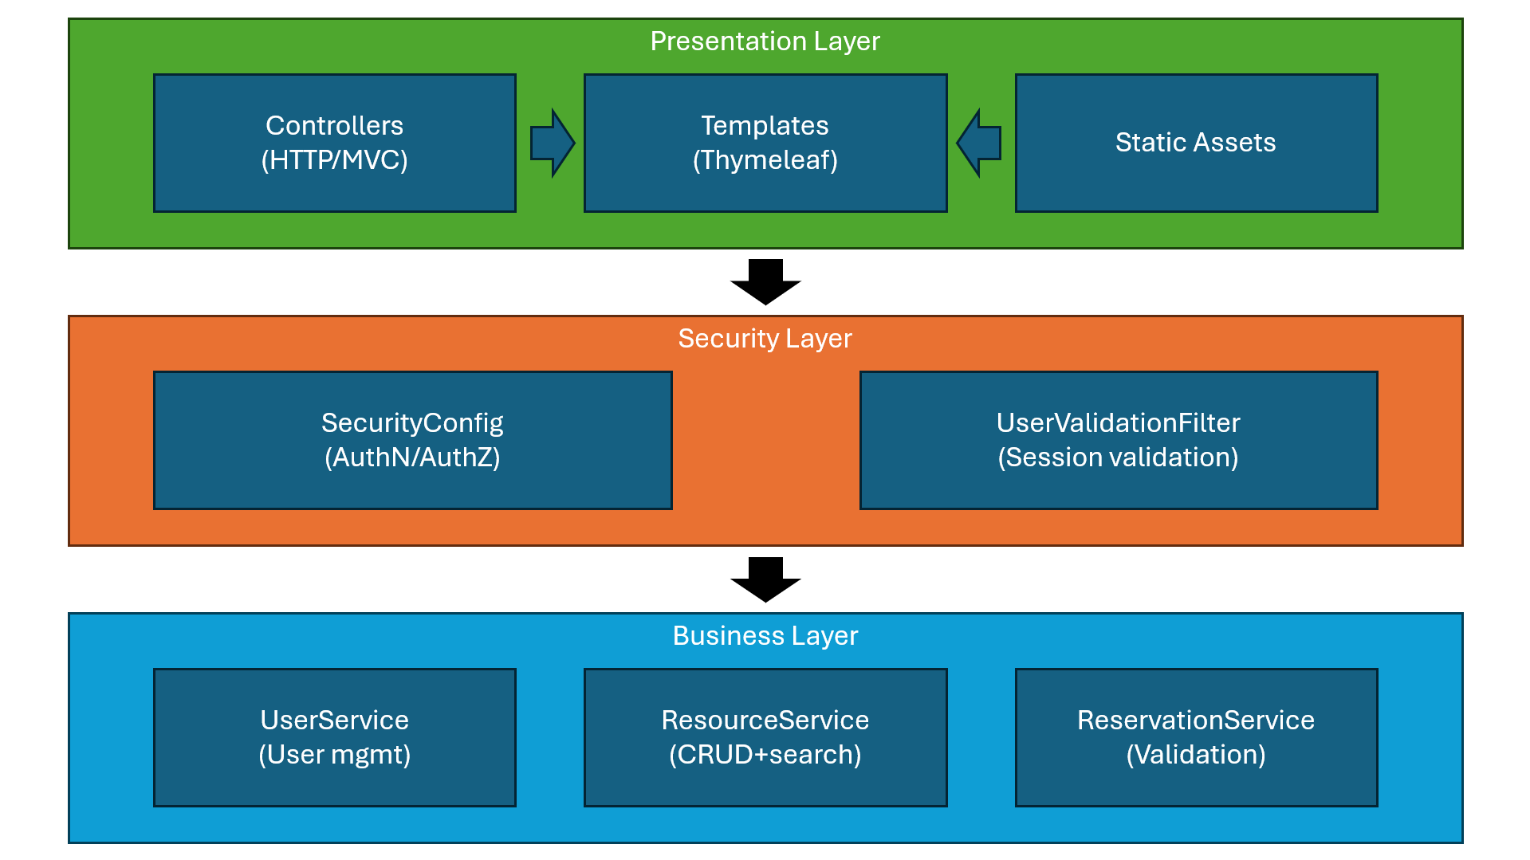 Presentation Layer
Controllers
(HTTP/MVC)
Templates
(Thymeleaf)
Static Assets
Security Layer
SecurityConfig
(AuthN/AuthZ)
UserValidationFilter
(Session validation)
Business Layer
UserService
(User mgmt)
ResourceService
(CRUD+search)
ReservationService
(Validation)